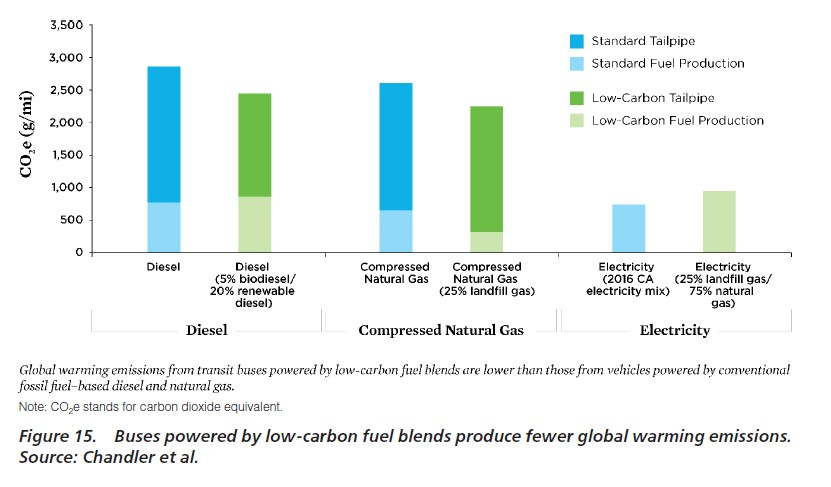 3,500
3,000
2,500
2,000
1,500
1,000
500
0
CO₂e (g/mi)
Standard Tailpipe
Standard Fuel Production
Low-Carbon Tailpipe
Low-Carbon Fuel Production
Diesel
Diesel
(5% biodiesel/
20% renewable
diesel)
Compressed
Natural Gas
Compressed
Natural Gas
(25% landfill gas)
Electricity
(2016 CA
electricity mix)
Electricity
(25% landfill gas/
75% natural
gas)
Diesel
Compressed Natural Gas
Electricity
Global warming emissions from transit buses powered by low-carbon fuel blends are lower than those from vehicles powered by conventional
fossil fuel–based diesel and natural gas.
Note: CO₂e stands for carbon dioxide equivalent.
Figure 15. Buses powered by low-carbon fuel blends produce fewer global warming emissions.
Source: Chandler et al.